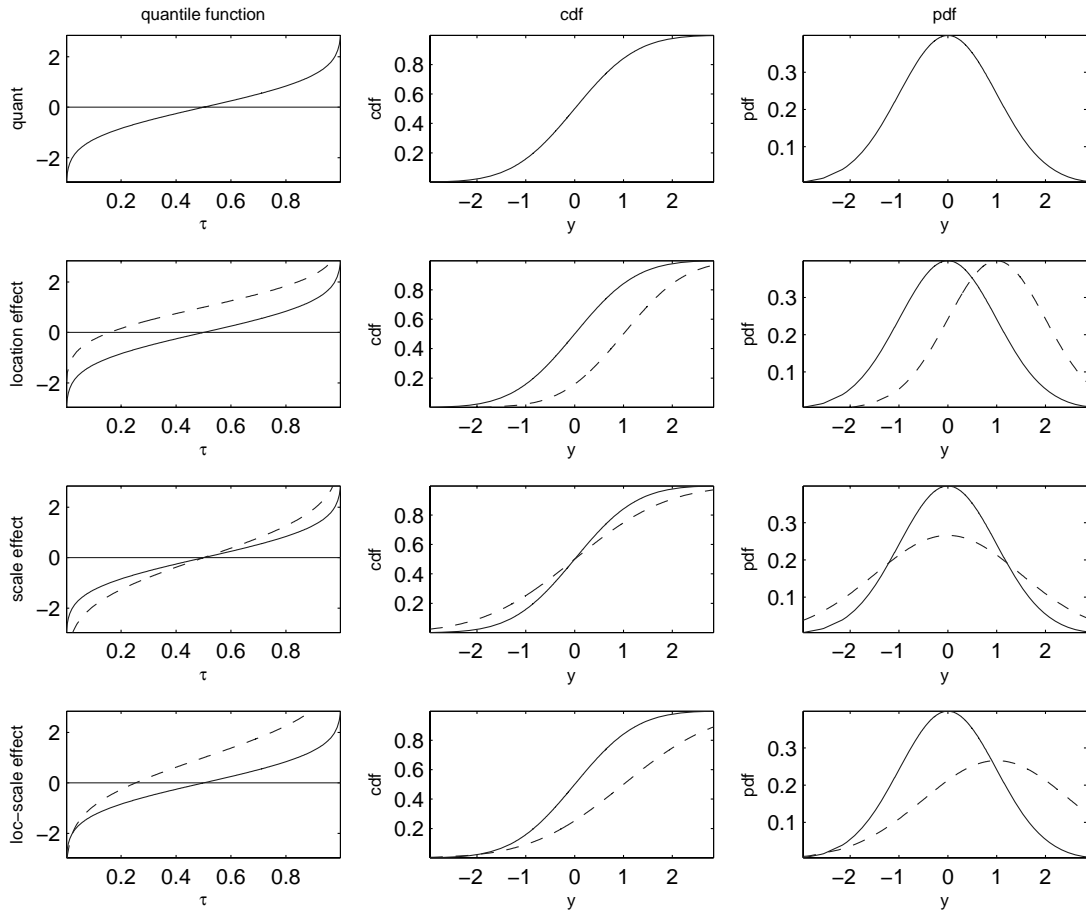 quantile function
cdf
pdf
quant
2
0
−2
0.2 0.4 0.6 0.8
τ
cdf
0.8
0.6
0.4
0.2
−2 −1 0 1 2
y
pdf
0.3
0.2
0.1
−2 −1 0 1 2
y
location effect
2
0
−2
0.2 0.4 0.6 0.8
τ
cdf
0.8
0.6
0.4
0.2
−2 −1 0 1 2
y
pdf
0.3
0.2
0.1
−2 −1 0 1 2
y
scale effect
2
0
−2
0.2 0.4 0.6 0.8
τ
cdf
0.8
0.6
0.4
0.2
−2 −1 0 1 2
y
pdf
0.3
0.2
0.1
−2 −1 0 1 2
y
loc−scale effect
2
0
−2
0.2 0.4 0.6 0.8
τ
cdf
0.8
0.6
0.4
0.2
−2 −1 0 1 2
y
pdf
0.3
0.2
0.1
−2 −1 0 1 2
y